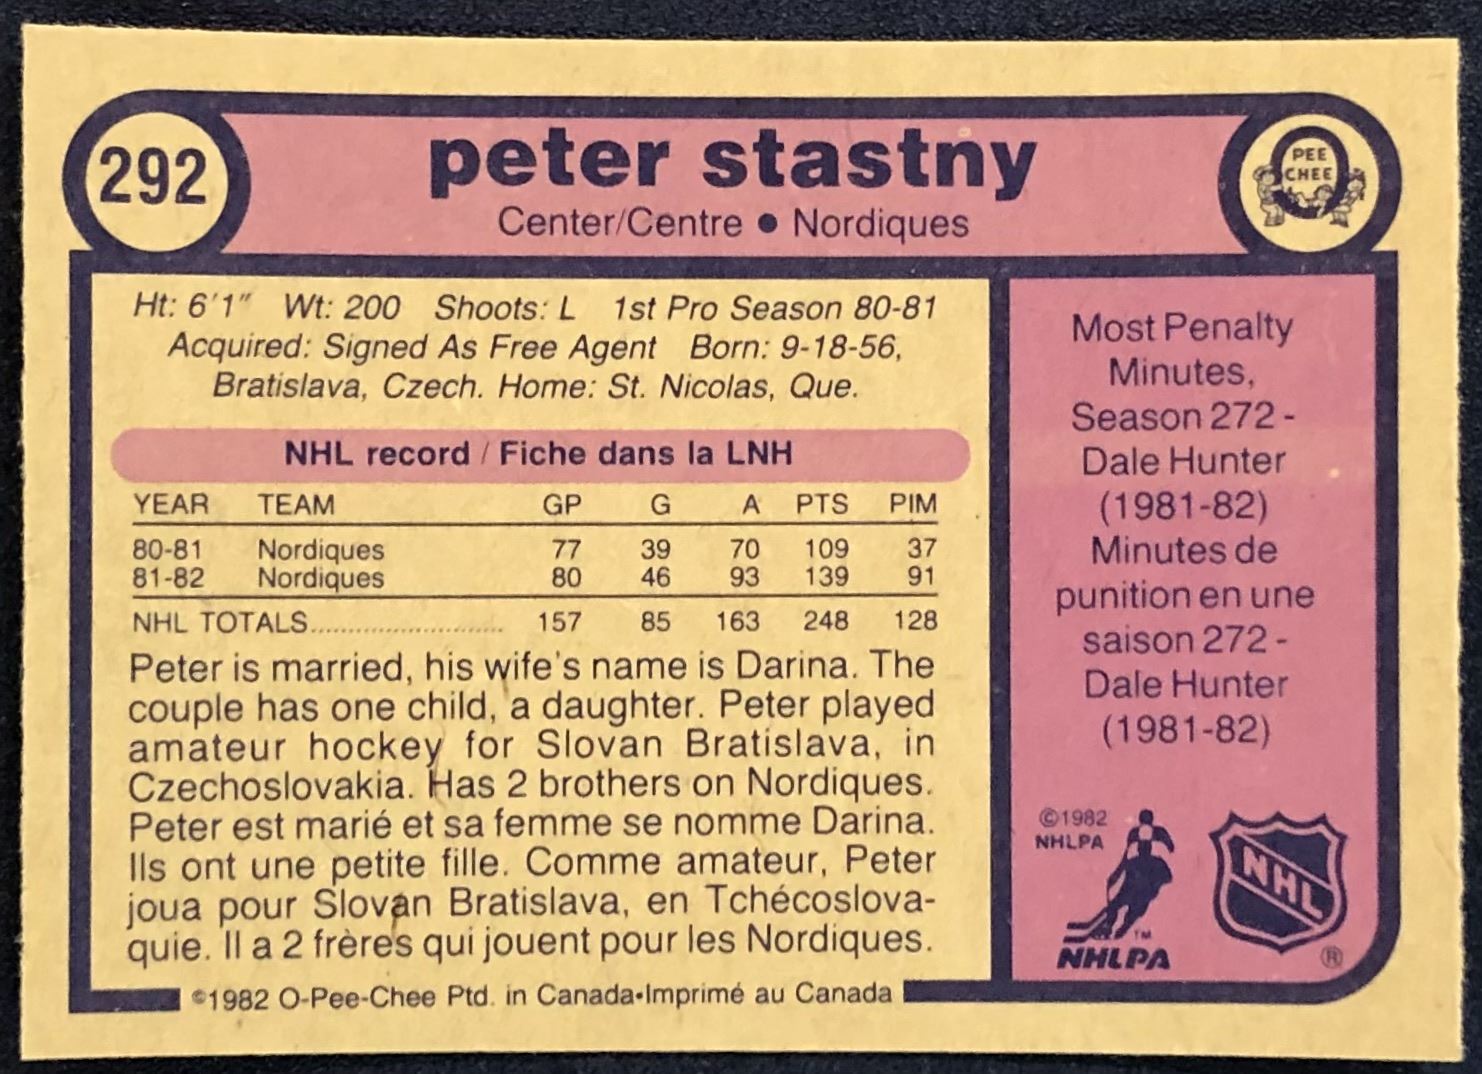 292
peter stastny
Center/Centre ● Nordiques
PEE
CHEE
Ht: 6'1" Wt: 200 Shoots: L 1st Pro Season 80-81
Acquired: Signed As Free Agent Born: 9-18-56,
Bratislava, Czech. Home: St. Nicolas, Que.
NHL record / Fiche dans la LNH
YEAR TEAM GP G A PTS PIM
80-81 Nordiques 77 39 70 109 37
81-82 Nordiques 80 46 93 139 91
NHL TOTALS........................ 157 85 163 248 128
Peter is married, his wife's name is Darina. The
couple has one child, a daughter. Peter played
amateur hockey for Slovan Bratislava, in
Czechoslovakia. Has 2 brothers on Nordiques.
Peter est marié et sa femme se nomme Darina.
Ils ont une petite fille. Comme amateur, Peter
joua pour Slovan Bratislava, en Tchécoslova-
quie. Il a 2 frères qui jouent pour les Nordiques.
©1982 O-Pee-Chee Ptd. in Canada•Imprimé au Canada
Most Penalty
Minutes,
Season 272 -
Dale Hunter
(1981-82)
Minutes de
punition en une
saison 272 -
Dale Hunter
(1981-82)
©1982
NHLPA
TM
NHLPA
NHL
®